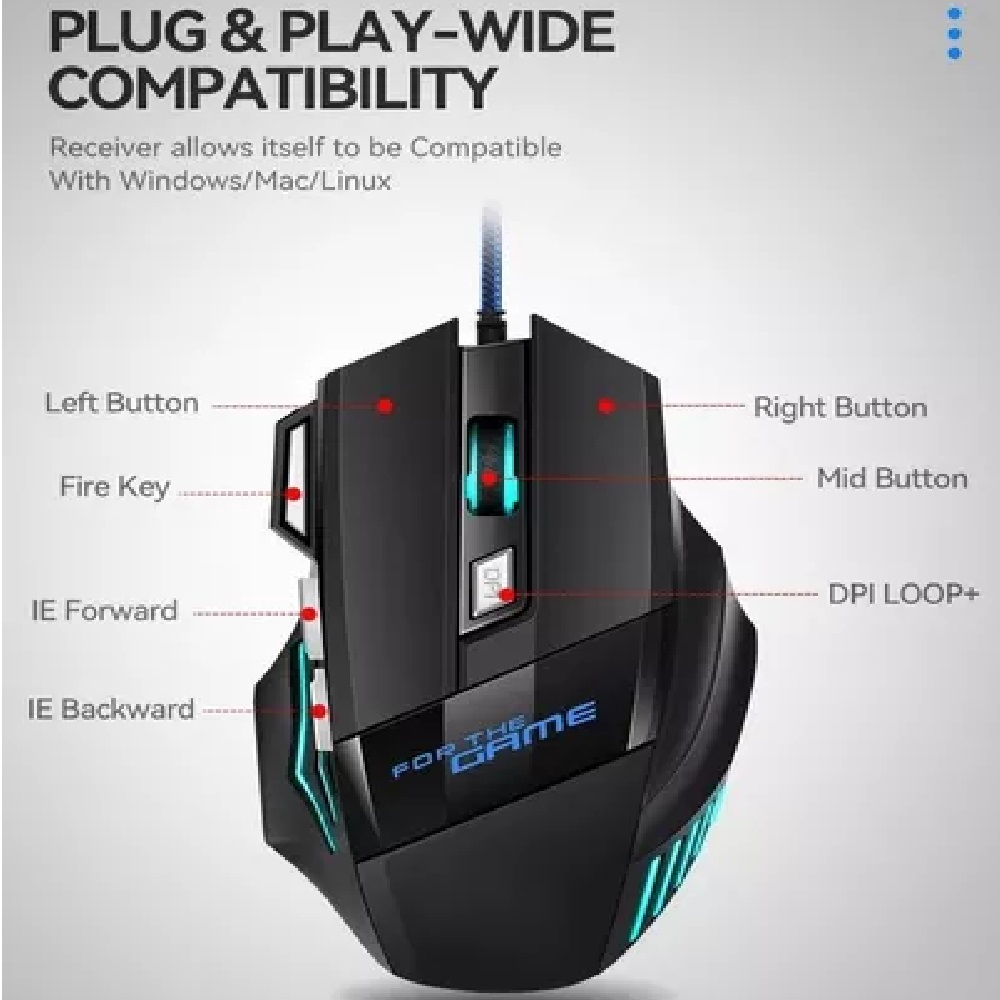 PLUG & PLAY-WIDE
COMPATIBILITY
Receiver allows itself to be Compatible
With Windows/Mac/Linux
Left Button
Right Button
Fire Key
Mid Button
DPI
DPI LOOP+
IE Forward
IE Backward
FOR THE
GAME